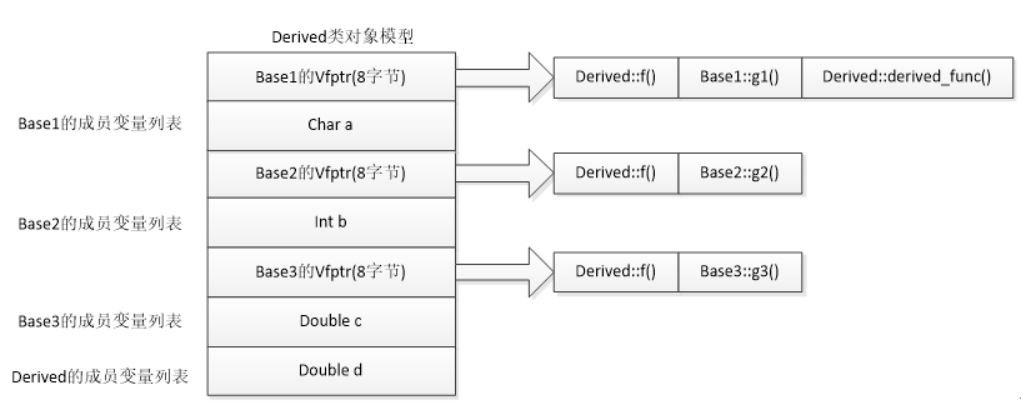 Derived类对象模型
Base1的Vfptr(8字节)
Derived::f()
Base1::g1()
Derived::derived_func()
Base1的成员变量列表
Char a
Base2的Vfptr(8字节)
Derived::f()
Base2::g2()
Base2的成员变量列表
Int b
Base3的Vfptr(8字节)
Derived::f()
Base3::g3()
Base3的成员变量列表
Double c
Derived的成员变量列表
Double d